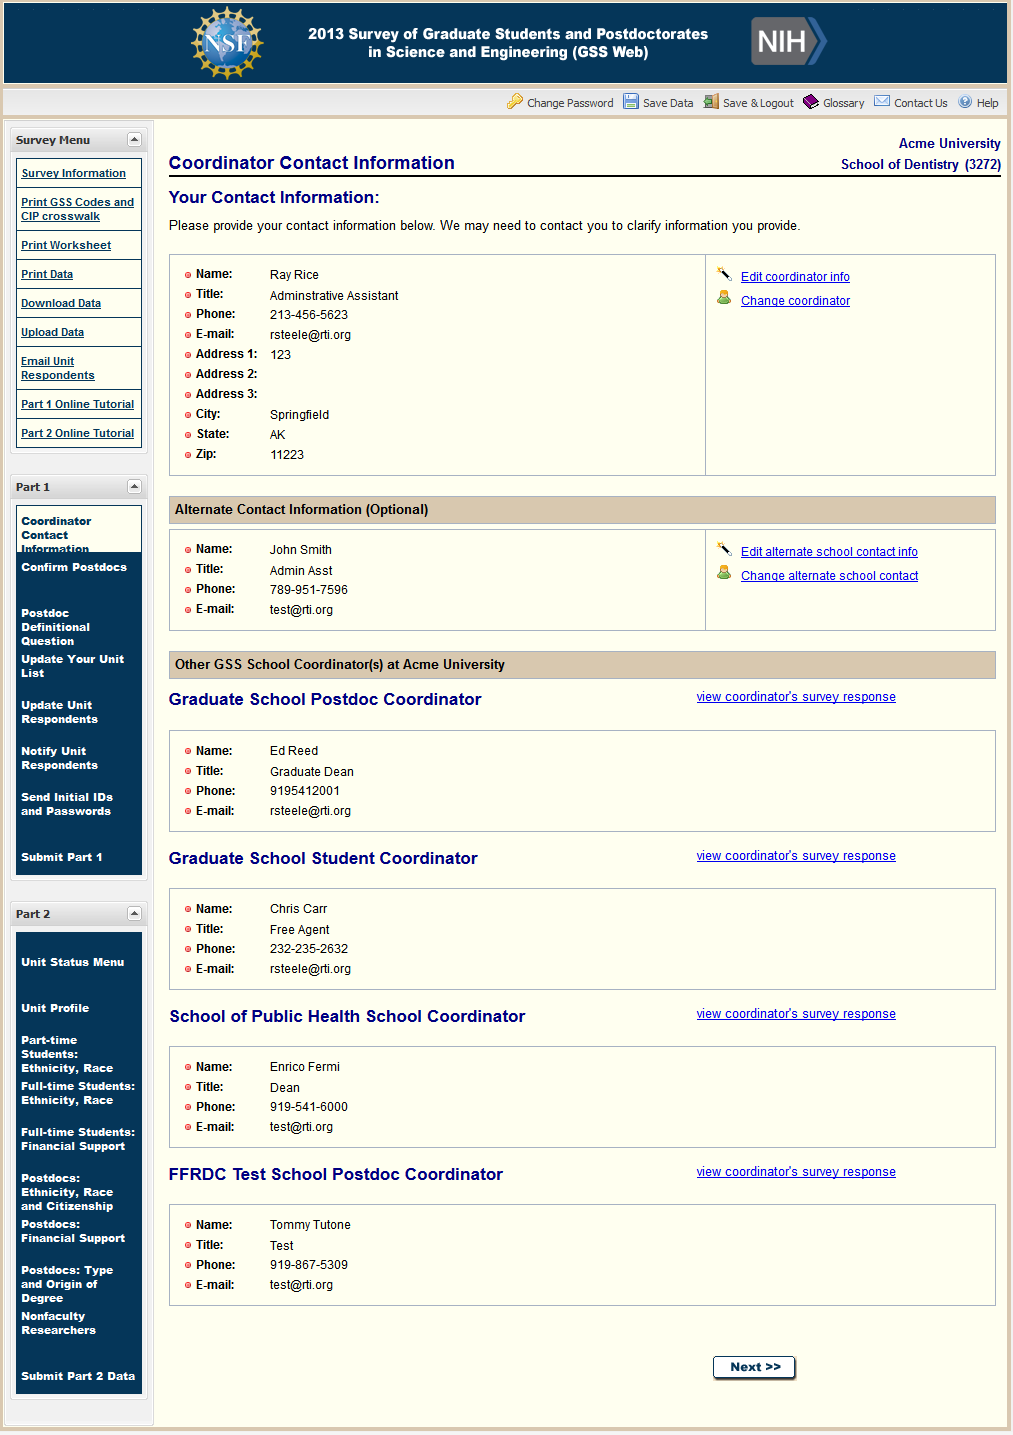 NSF
2013 Survey of Graduate Students and Postdoctorates
in Science and Engineering (GSS Web)
NIH
Change Password Save Data Save & Logout Glossary Contact Us Help
Survey Menu
Survey Information
Print GSS Codes and
CIP crosswalk
Print Worksheet
Print Data
Download Data
Upload Data
Email Unit
Respondents
Part 1 Online Tutorial
Part 2 Online Tutorial
Part 1
Coordinator
Contact
Information
Confirm Postdocs
Postdoc
Definitional
Question
Update Your Unit
List
Update Unit
Respondents
Notify Unit
Respondents
Send Initial IDs
and Passwords
Submit Part 1
Part 2
Unit Status Menu
Unit Profile
Part-time
Students:
Ethnicity, Race
Full-time Students:
Ethnicity, Race
Full-time Students:
Financial Support
Postdocs:
Ethnicity, Race
and Citizenship
Postdocs:
Financial Support
Postdocs: Type
and Origin of
Degree
Nonfaculty
Researchers
Submit Part 2 Data
Acme University
Coordinator Contact Information School of Dentistry (3272)
Your Contact Information:
Please provide your contact information below. We may need to contact you to clarify information you provide.
Name: Ray Rice
Title: Adminstrative Assistant
Phone: 213-456-5623
E-mail: rsteele@rti.org
Address 1: 123
Address 2:
Address 3:
City: Springfield
State: AK
Zip: 11223
Edit coordinator info
Change coordinator
Alternate Contact Information (Optional)
Name: John Smith
Title: Admin Asst
Phone: 789-951-7596
E-mail: test@rti.org
Edit alternate school contact info
Change alternate school contact
Other GSS School Coordinator(s) at Acme University
Graduate School Postdoc Coordinator view coordinator's survey response
Name: Ed Reed
Title: Graduate Dean
Phone: 9195412001
E-mail: rsteele@rti.org
Graduate School Student Coordinator view coordinator's survey response
Name: Chris Carr
Title: Free Agent
Phone: 232-235-2632
E-mail: rsteele@rti.org
School of Public Health School Coordinator view coordinator's survey response
Name: Enrico Fermi
Title: Dean
Phone: 919-541-6000
E-mail: test@rti.org
FFRDC Test School Postdoc Coordinator view coordinator's survey response
Name: Tommy Tutone
Title: Test
Phone: 919-867-5309
E-mail: test@rti.org
Next >>